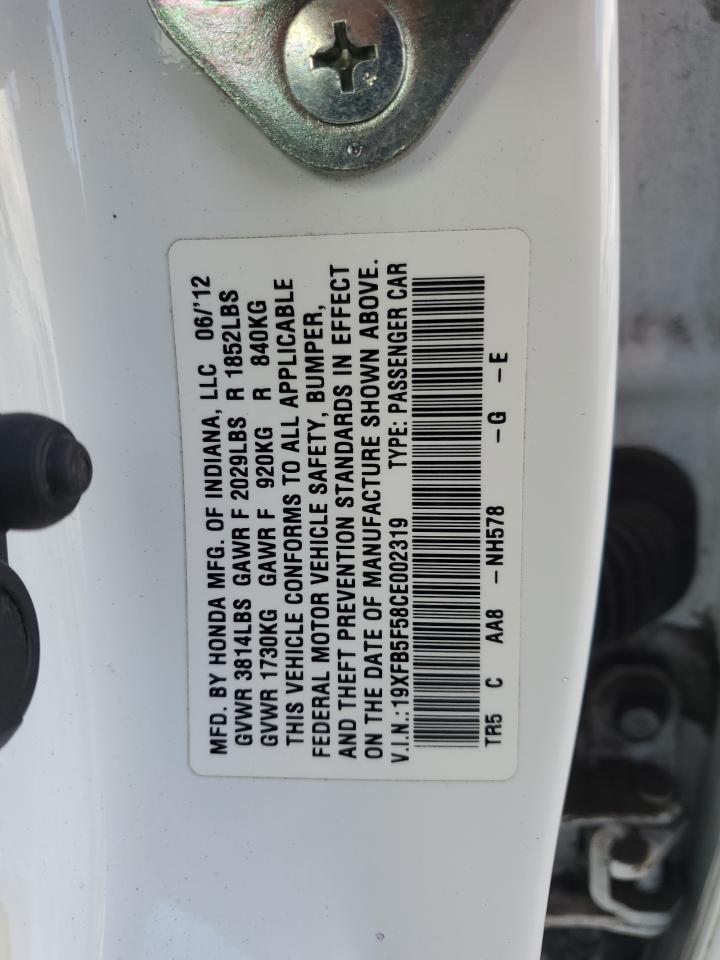 MFD. BY HONDA MFG. OF INDIANA, LLC 06/'12
GVWR 3814LBS GAWR F 2029LBS R 1852LBS
GVWR 1730KG GAWR F 920KG R 840KG
THIS VEHICLE CONFORMS TO ALL APPLICABLE
FEDERAL MOTOR VEHICLE SAFETY, BUMPER,
AND THEFT PREVENTION STANDARDS IN EFFECT
ON THE DATE OF MANUFACTURE SHOWN ABOVE.
V.I.N.:19XFB5F58CE002319 TYPE: PASSENGER CAR
TR5 C AA8 -NH578 -G -E